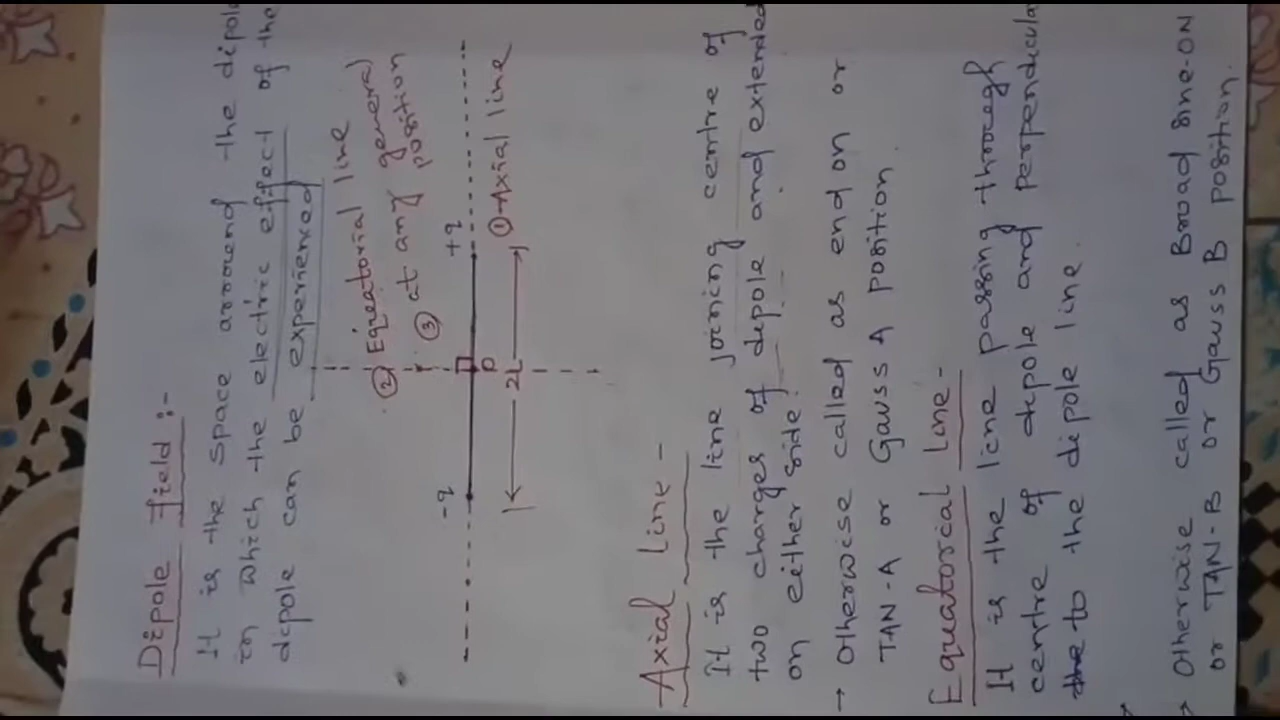 Dipole field :-
It is the space arround the dipole
in which the electric effect of the
dipole can be experienced
② Equatorial line
③ at any general
position
-q
+q
P
2L
① Axial line
Axial Line -
It is the line joining centre of
two charges of depole and extended
on either side.
→ Otherwise called as end on or
TAN-A or Gauss A position.
Equatorical Line -
It is the line passing through
centre of dipole and perpendicular
to the dipole line
→ Otherwise called as Broad sine-ON
or TAN-B or Gauss B position.